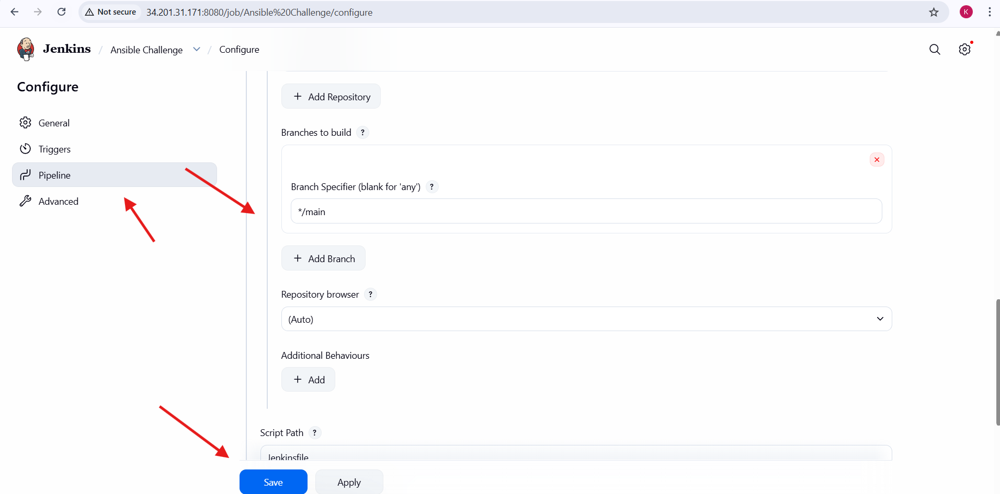 Not secure
34.201.31.171:8080/job/Ansible%20Challenge/configure
K
Jenkins / Ansible Challenge / Configure
Configure
General
Triggers
Pipeline
Advanced
+ Add Repository
Branches to build ?
Branch Specifier (blank for 'any') ?
*/main
+ Add Branch
Repository browser ?
(Auto)
Additional Behaviours
+ Add
Script Path ?
Jenkinsfile
Save
Apply